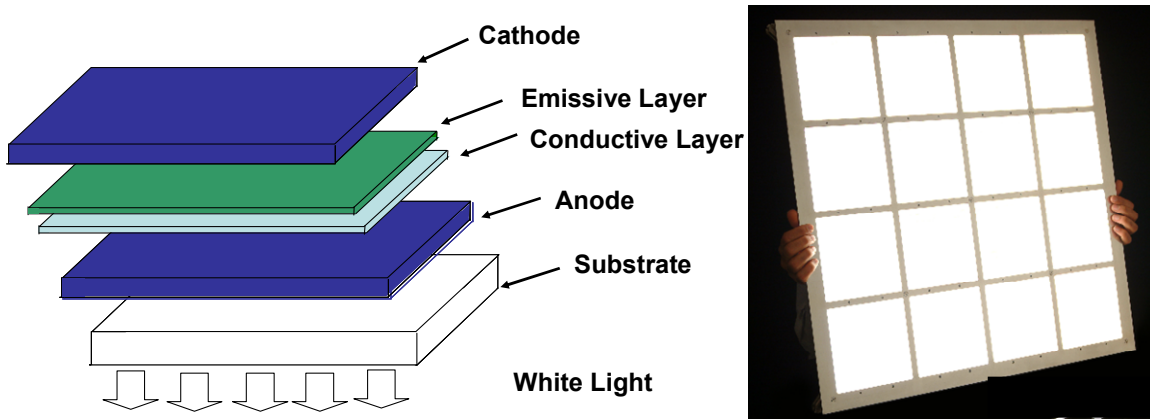 Cathode
Emissive Layer
Conductive Layer
Anode
Substrate
White Light